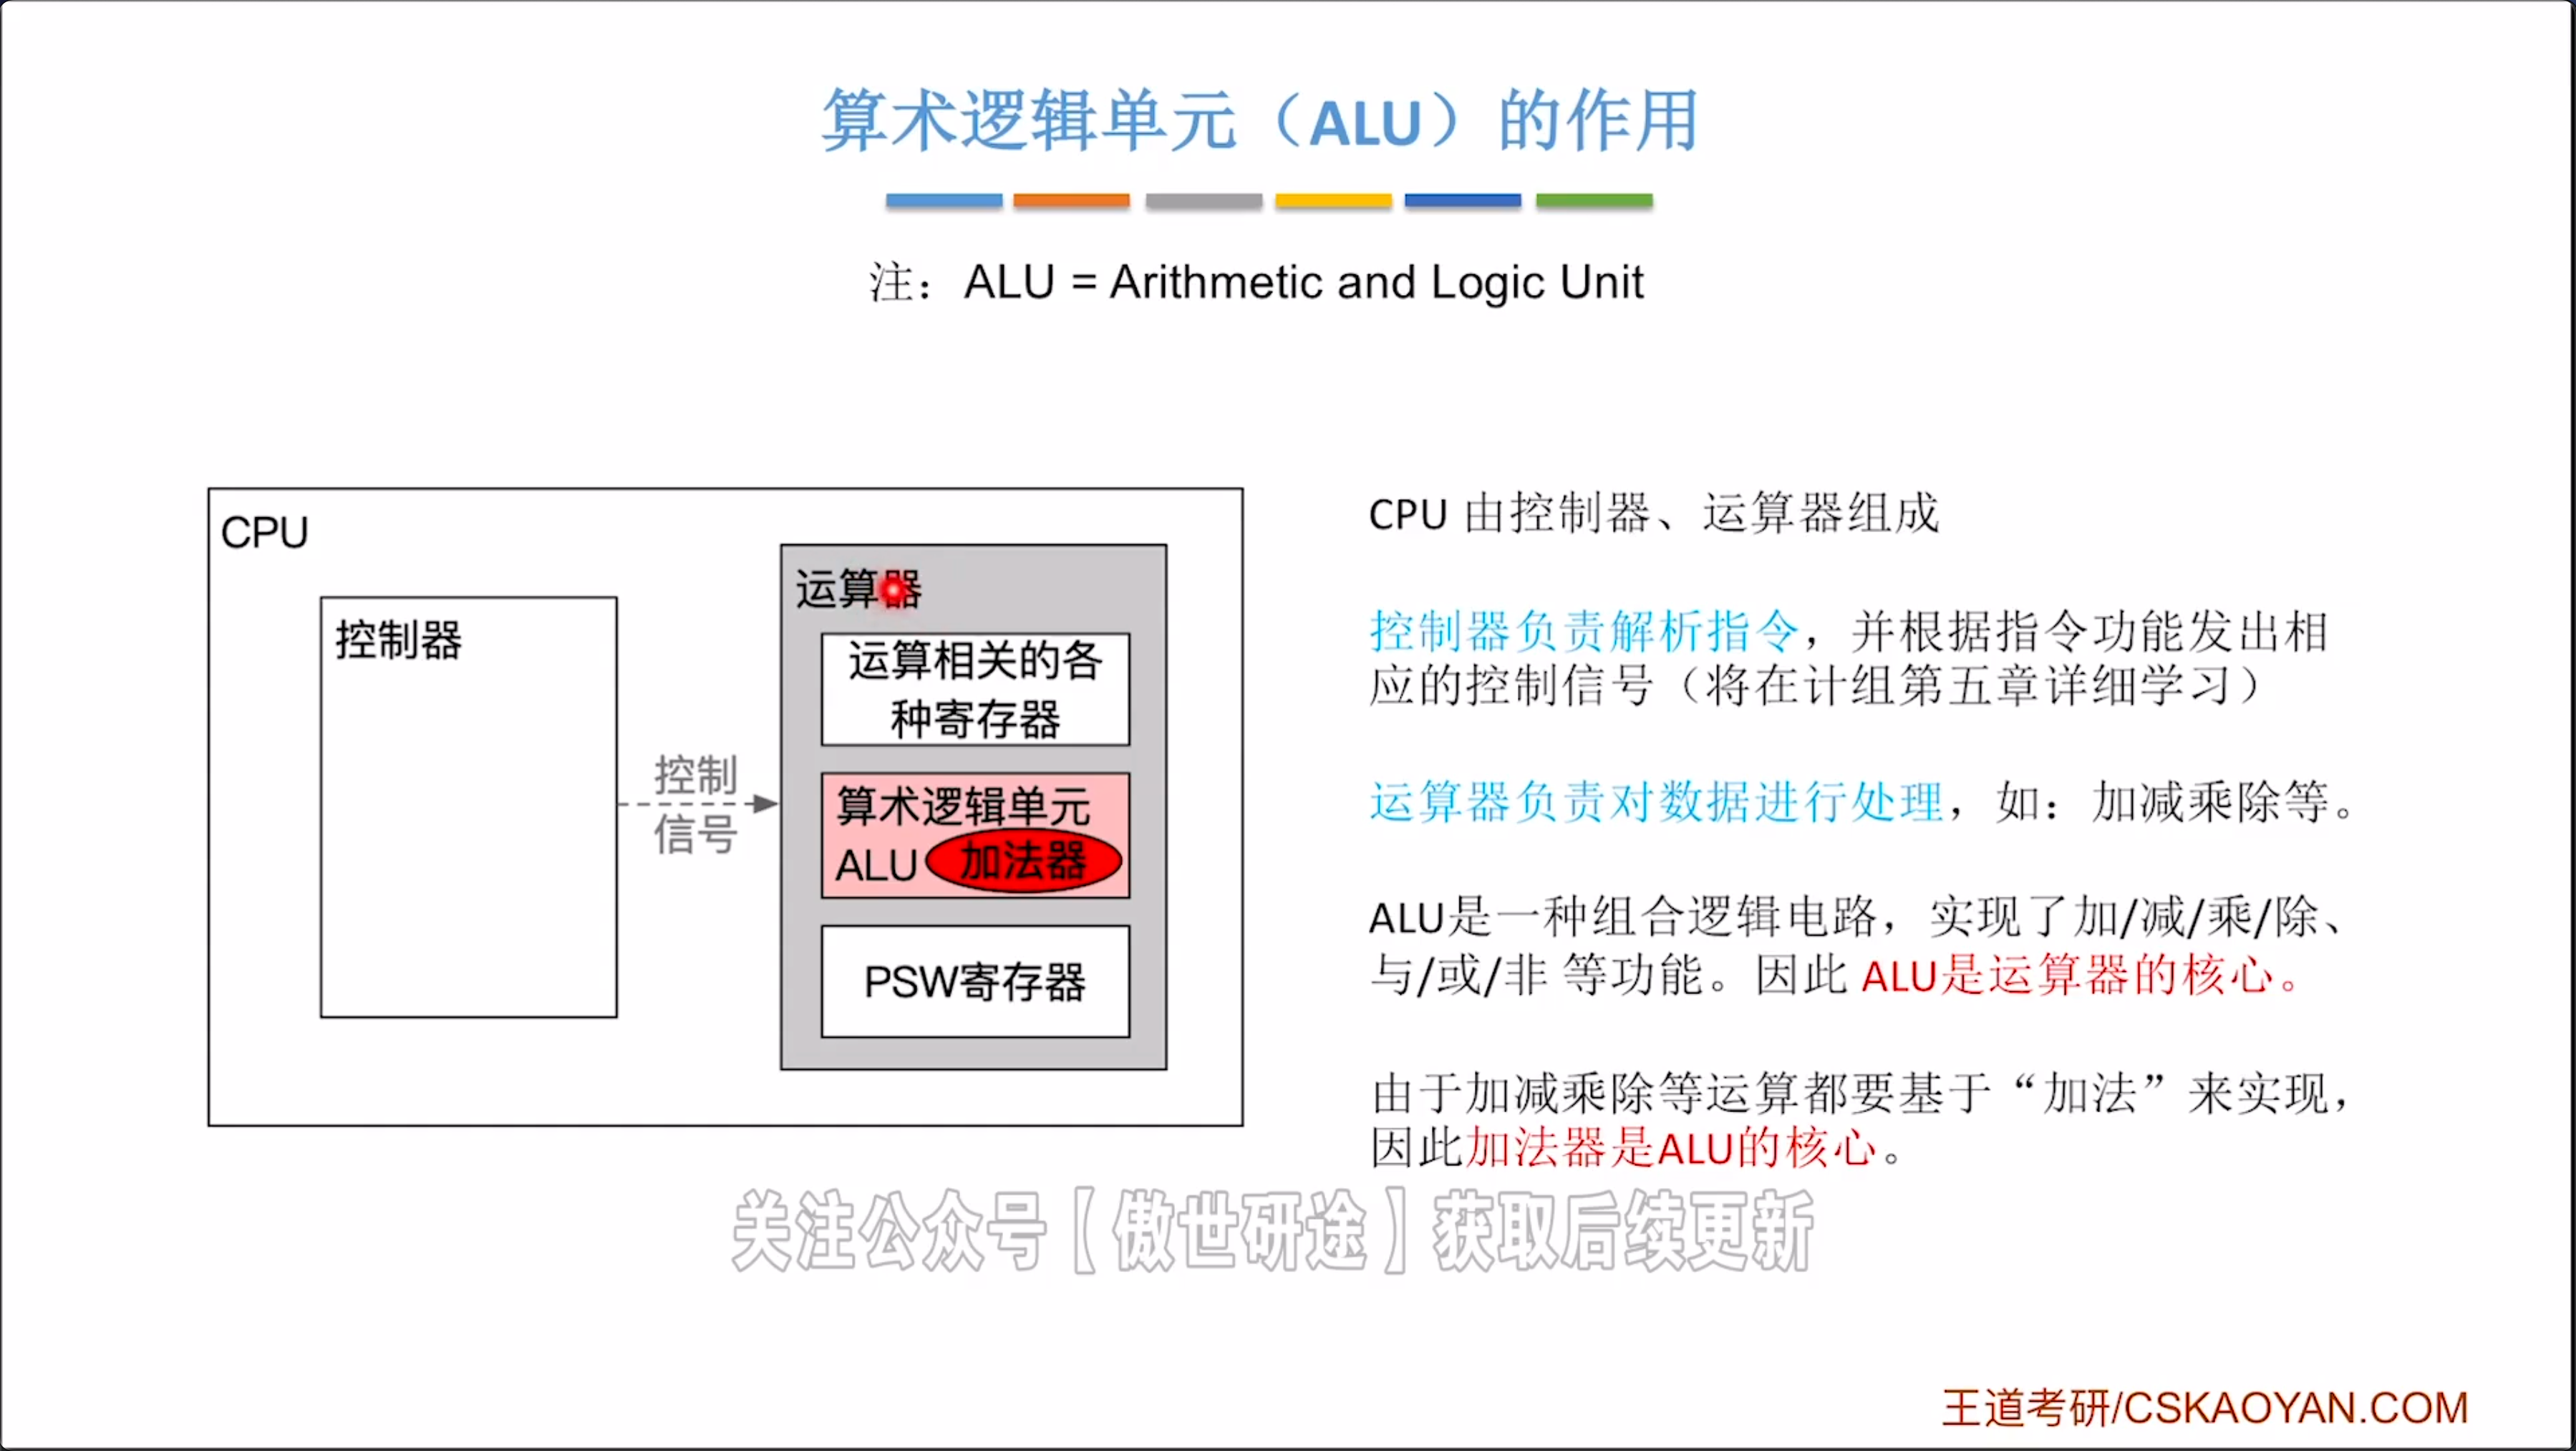 算术逻辑单元（ALU）的作用
注：ALU = Arithmetic and Logic Unit
CPU
控制器
控制
信号
运算器
运算相关的各
种寄存器
算术逻辑单元
ALU 加法器
PSW寄存器
CPU 由控制器、运算器组成
控制器负责解析指令，并根据指令功能发出相
应的控制信号（将在计组第五章详细学习）
运算器负责对数据进行处理，如：加减乘除等。
ALU是一种组合逻辑电路，实现了加/减/乘/除、
与/或/非 等功能。因此 ALU是运算器的核心。
由于加减乘除等运算都要基于“加法”来实现，
因此加法器是ALU的核心。
关注公众号【傲世研途】获取后续更新
王道考研/CSKAOYAN.COM